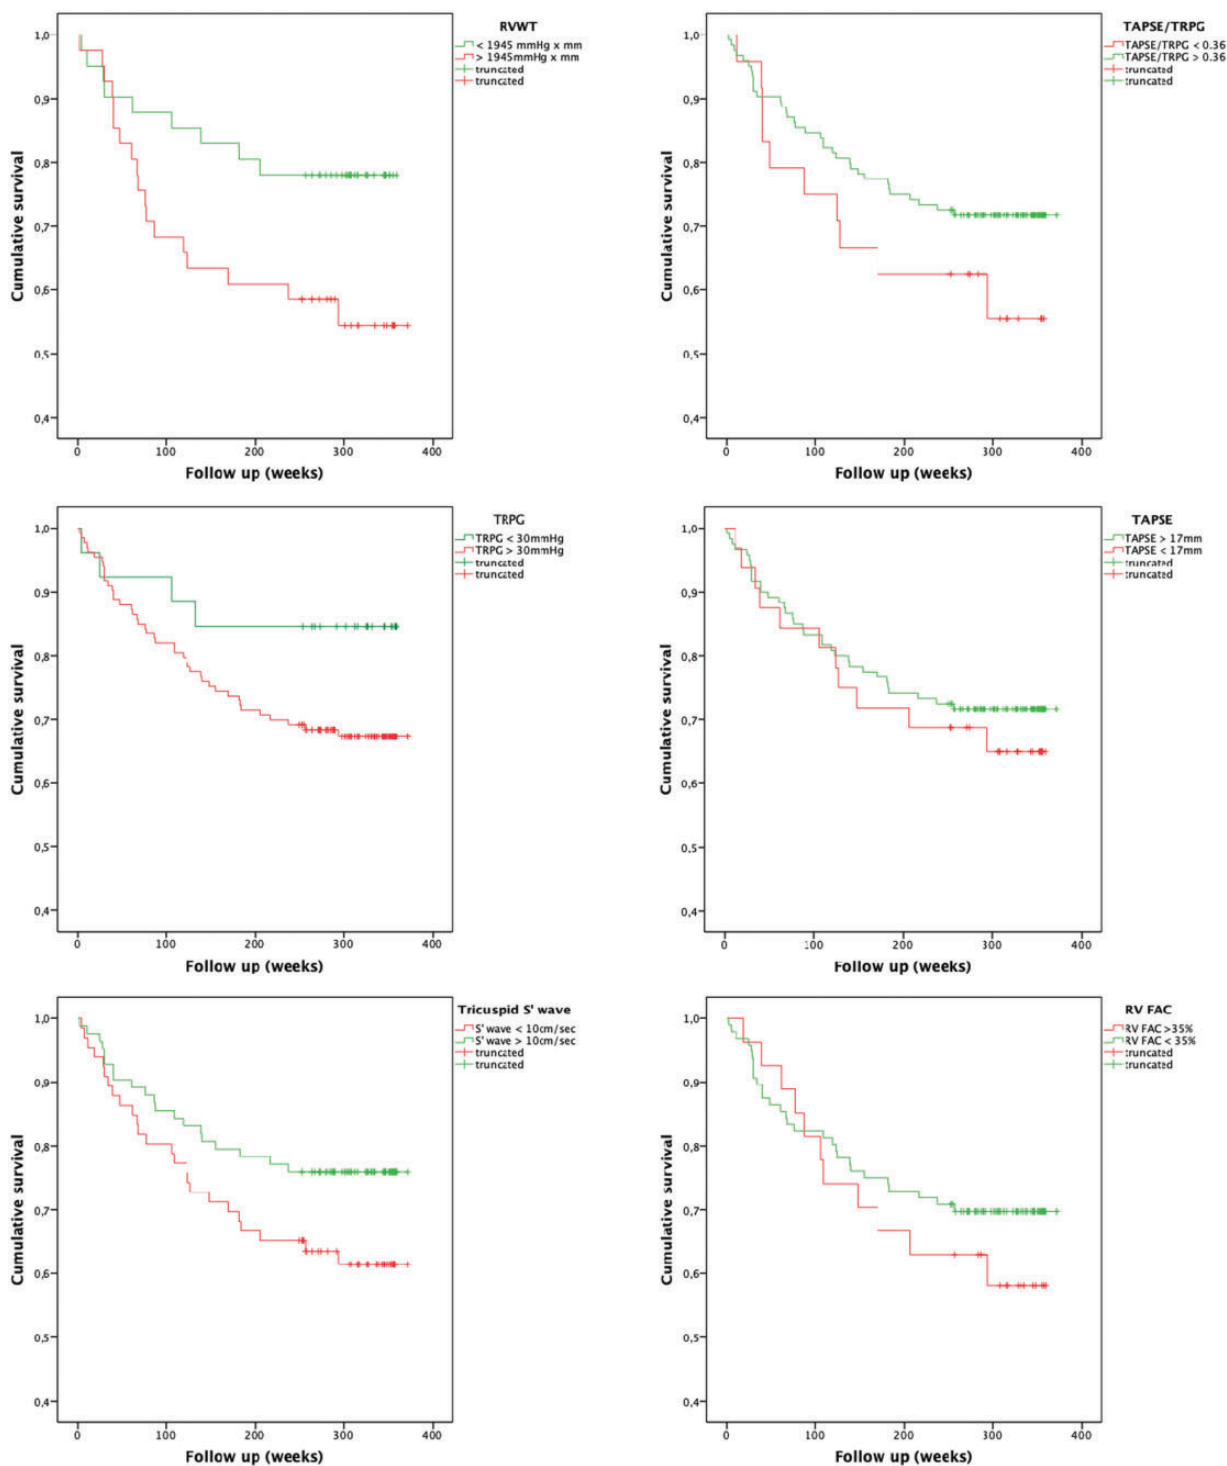 RVWT
< 1945 mmHg x mm
> 1945mmHg x mm
truncated
truncated
1,0
0,9
0,8
0,7
0,6
0,5
0,4
Cumulative survival
0 100 200 300 400
Follow up (weeks)
TAPSE/TRPG
TAPSE/TRPG < 0.36
TAPSE/TRPG > 0.36
truncated
truncated
1,0
0,9
0,8
0,7
0,6
0,5
0,4
Cumulative survival
0 100 200 300 400
Follow up (weeks)
TRPG
TRPG < 30mmHg
TRPG > 30mmHg
truncated
truncated
1,0
0,9
0,8
0,7
0,6
0,5
0,4
Cumulative survival
0 100 200 300 400
Follow up (weeks)
TAPSE
TAPSE > 17mm
TAPSE < 17mm
truncated
truncated
1,0
0,9
0,8
0,7
0,6
0,5
0,4
Cumulative survival
0 100 200 300 400
Follow up (weeks)
Tricuspid S' wave
S' wave < 10cm/sec
S' wave > 10cm/sec
truncated
truncated
1,0
0,9
0,8
0,7
0,6
0,5
0,4
Cumulative survival
0 100 200 300 400
Follow up (weeks)
RV FAC
RV FAC >35%
RV FAC < 35%
truncated
truncated
1,0
0,9
0,8
0,7
0,6
0,5
0,4
Cumulative survival
0 100 200 300 400
Follow up (weeks)